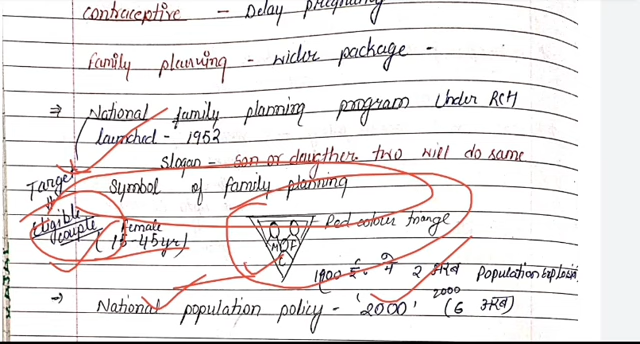 Contraceptive - Delay pregnancy
Family planning - wider package -
⇒ National family planning program Under RCH
launched - 1952
Slogan - son or daugther two will do same
Target Symbol of family planning
⇓
Eligible couple ( Female 15-45yr)
M F
C
Red colour triangle
1900 ई. में 2 अरब Population Explosion
→ National population policy - '2000' 2000 (6 अरब)